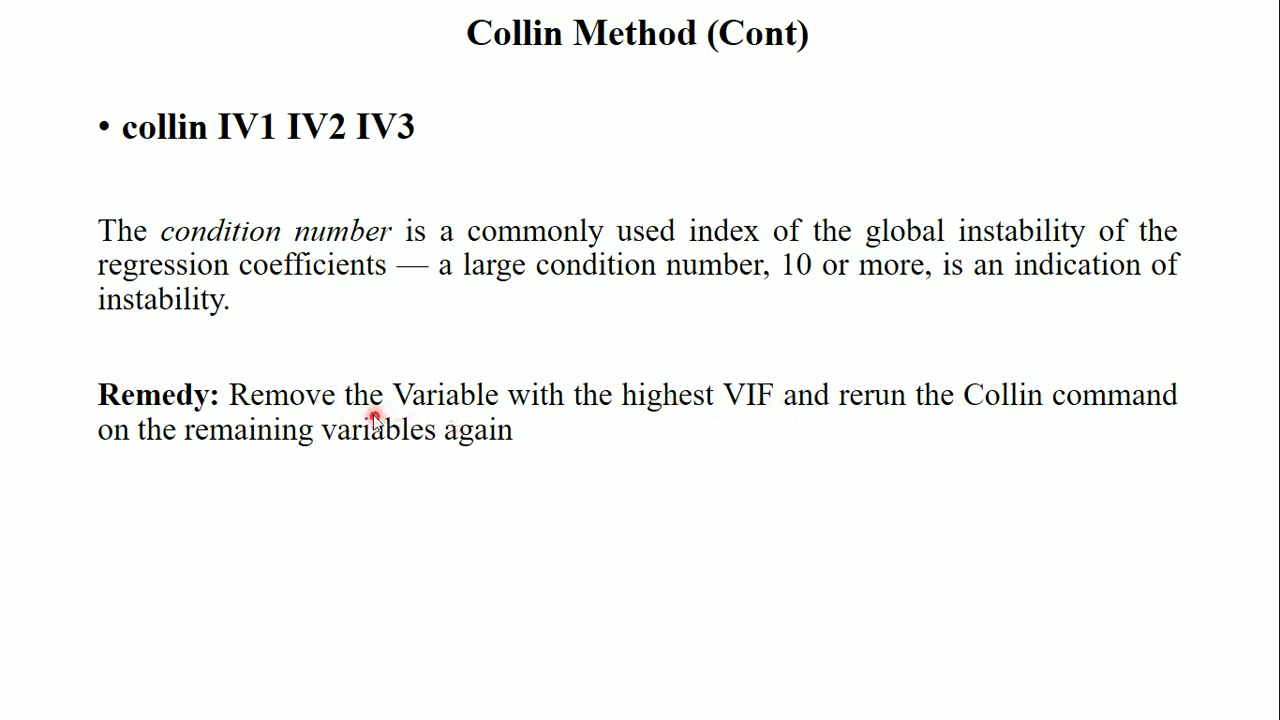 Collin Method (Cont)
• collin IV1 IV2 IV3
The condition number is a commonly used index of the global instability of the
regression coefficients — a large condition number, 10 or more, is an indication of
instability.
Remedy: Remove the Variable with the highest VIF and rerun the Collin command
on the remaining variables again